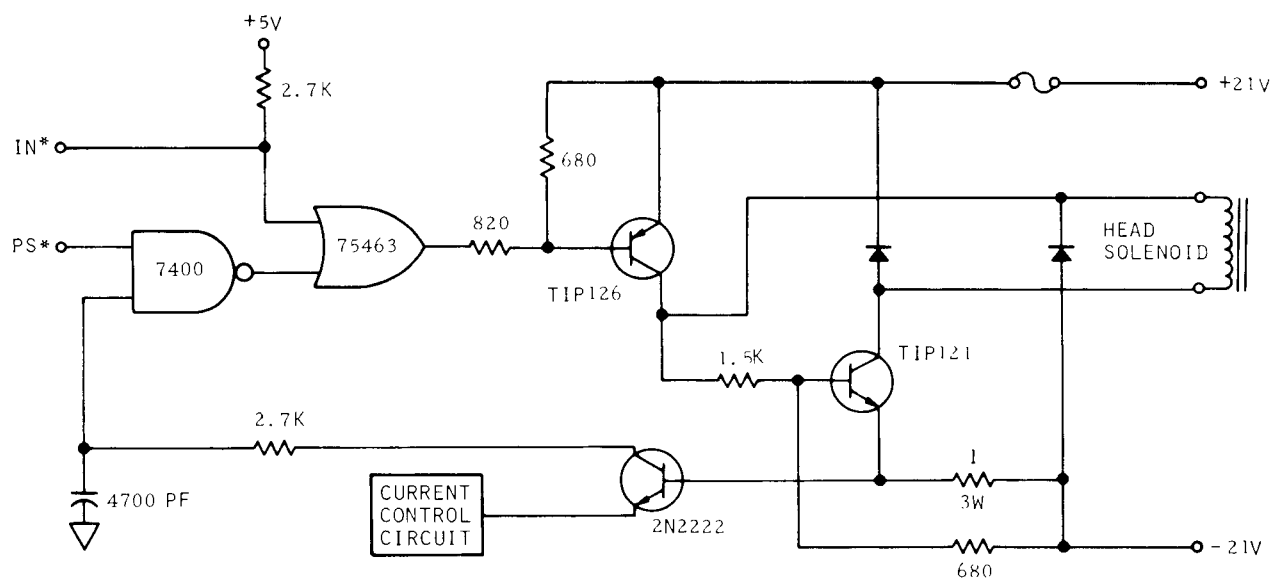 +5V
2.7K
+21V
IN*
680
PS*
7400
75463
820
HEAD
SOLENOID
TIP126
1.5K
TIP121
2.7K
4700 PF
CURRENT
CONTROL
CIRCUIT
2N2222
1
3W
680
-21V